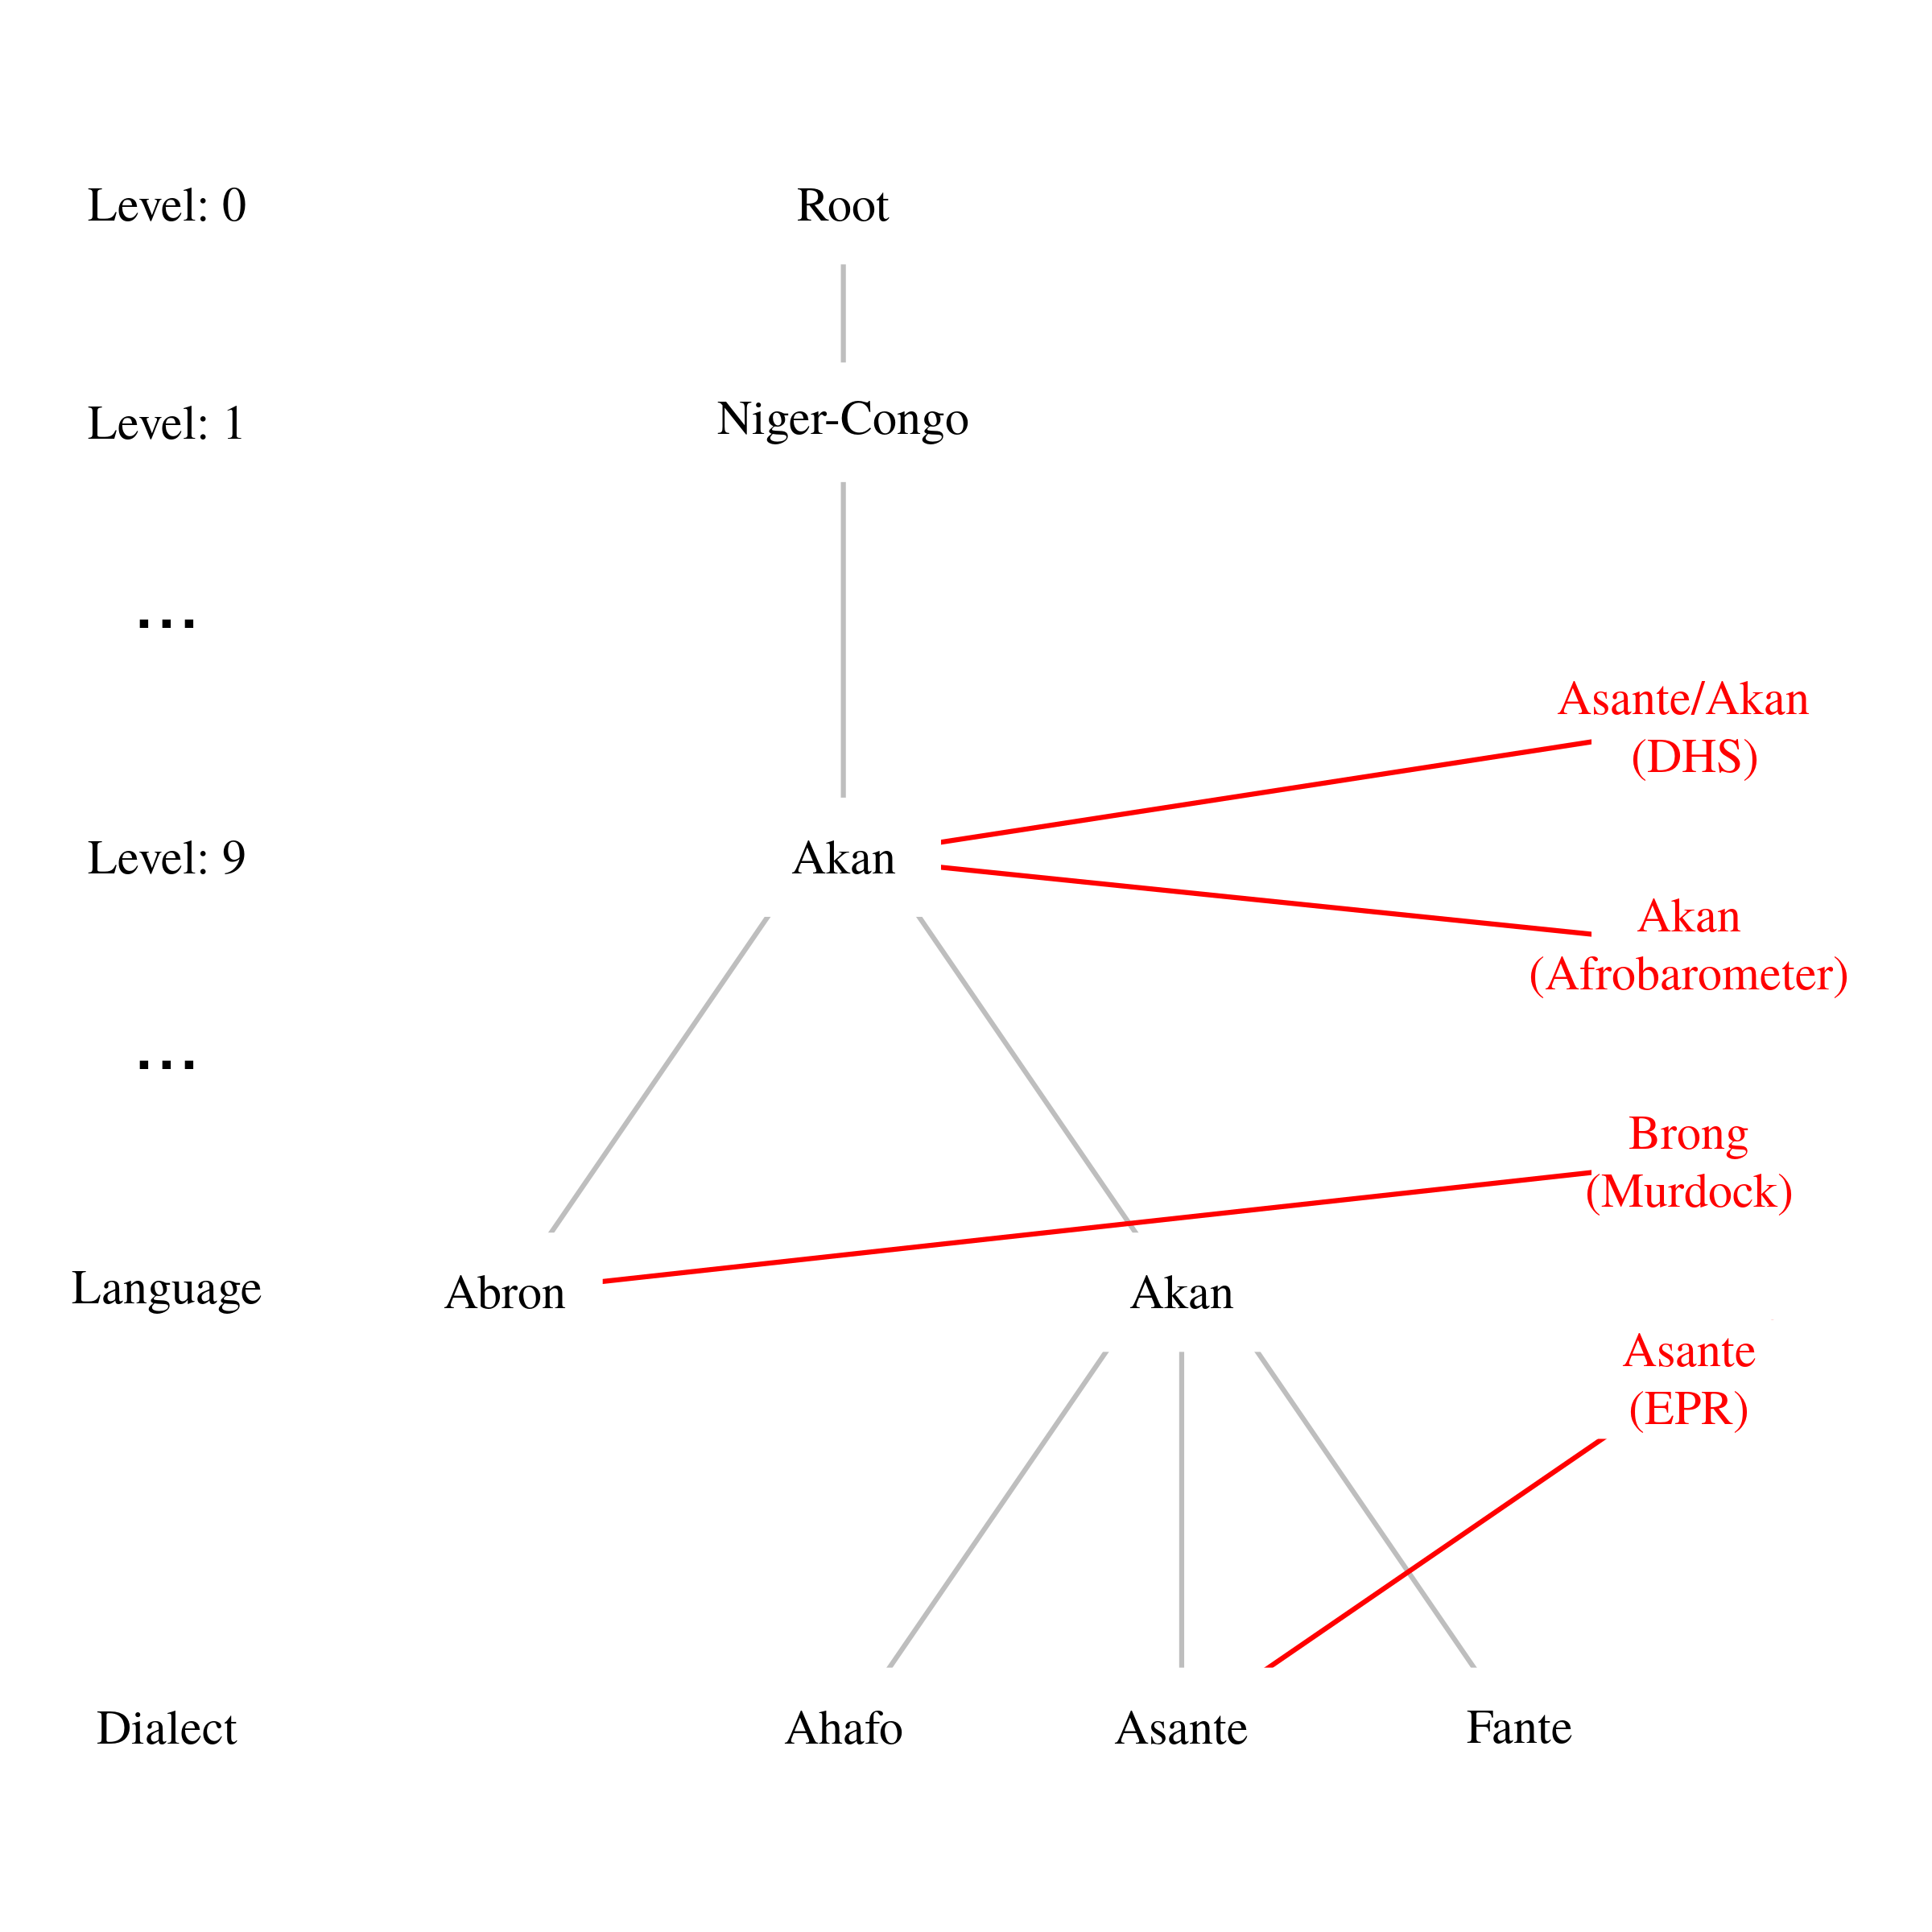 Level: 0
Root
Level: 1
Niger-Congo
...
Asante/Akan
(DHS)
Level: 9
Akan
Akan
(Afrobarometer)
...
Brong
(Murdock)
Language
Abron
Akan
Asante
(EPR)
Dialect
Ahafo
Asante
Fante